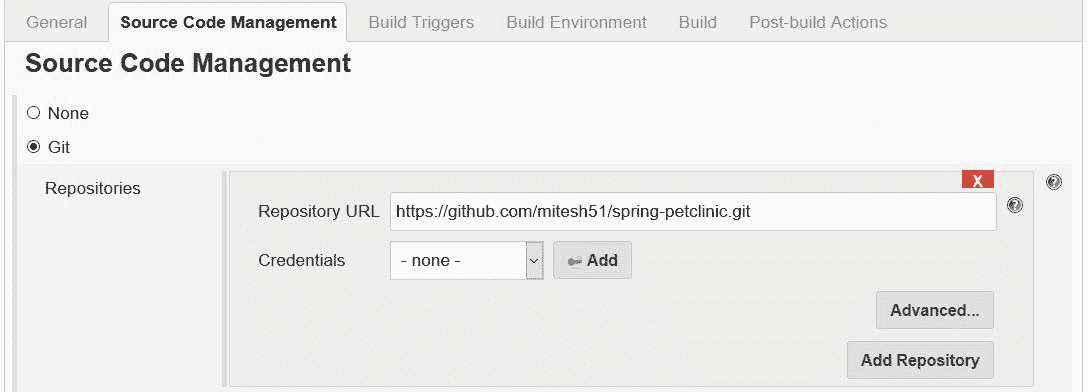 General Source Code Management Build Triggers Build Environment Build Post-build Actions
Source Code Management
None
Git
Repositories
X
Repository URL https://github.com/mitesh51/spring-petclinic.git
Credentials - none - Add
Advanced...
Add Repository